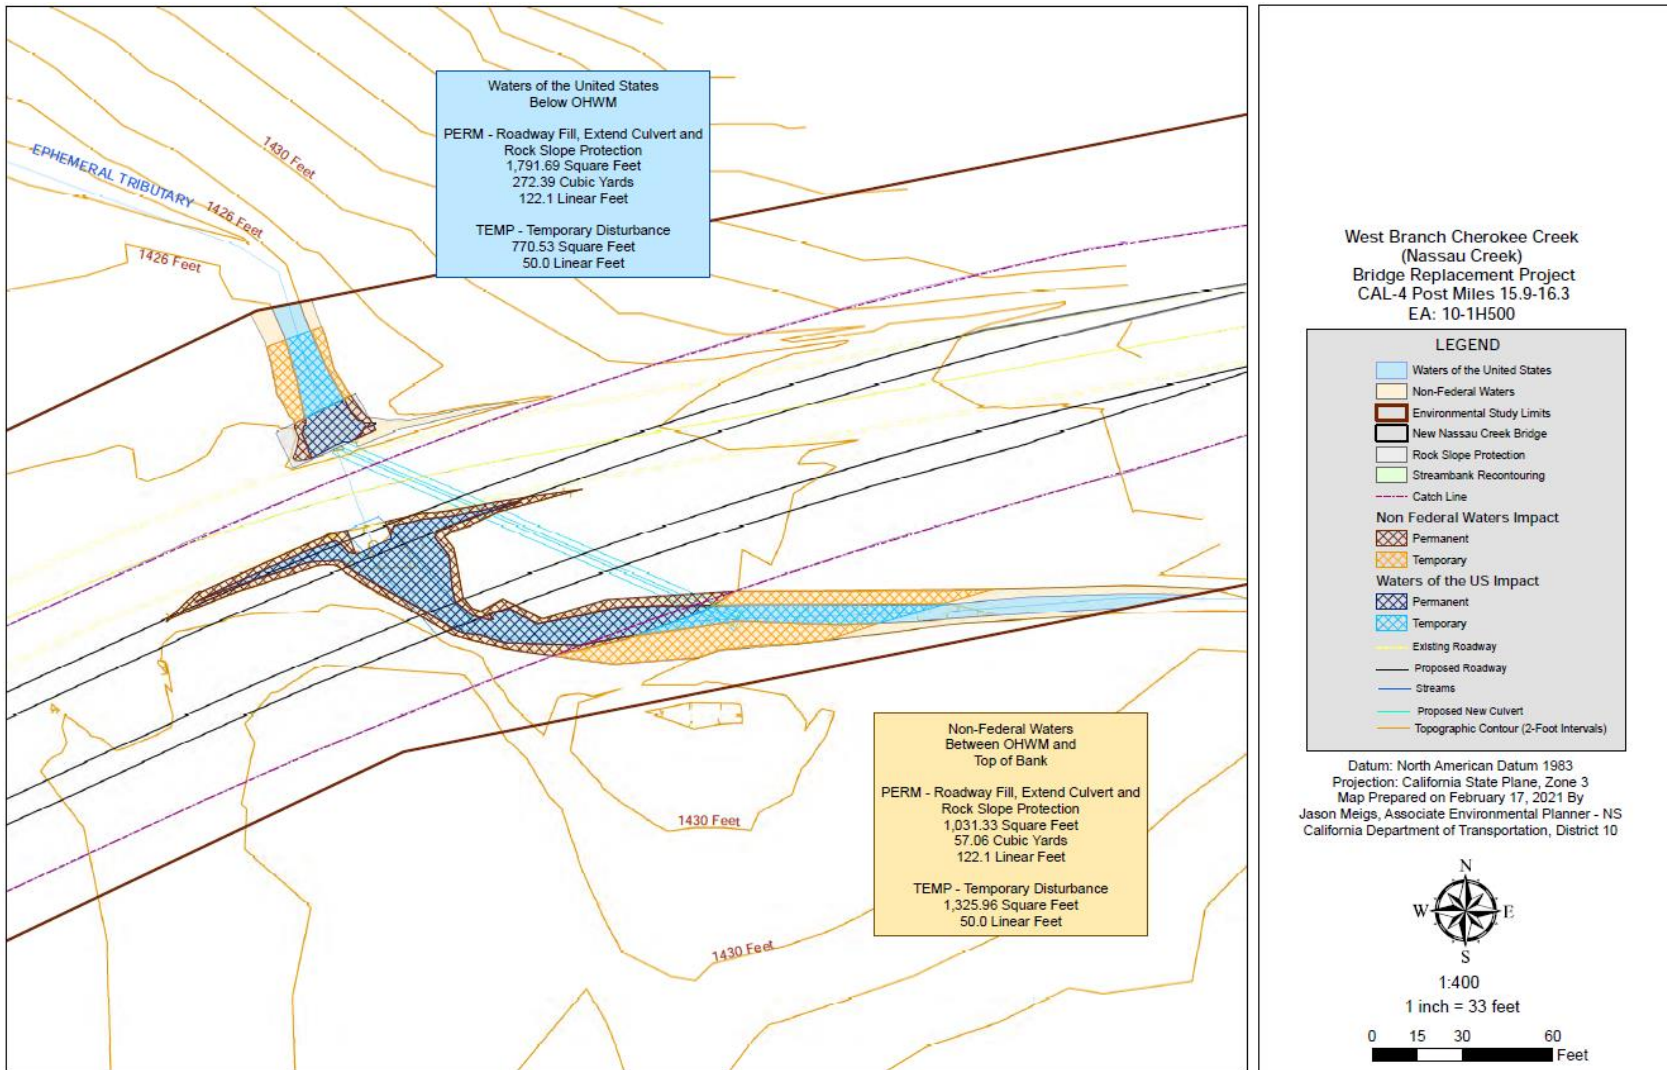 Waters of the United States
Below OHWM
PERM - Roadway Fill, Extend Culvert and
Rock Slope Protection
1,791.69 Square Feet
272.39 Cubic Yards
122.1 Linear Feet
TEMP - Temporary Disturbance
770.53 Square Feet
50.0 Linear Feet
1430 Feet
EPHEMERAL TRIBUTARY
1426 Feet
1426 Feet
Non-Federal Waters
Between OHWM and
Top of Bank
PERM - Roadway Fill, Extend Culvert and
Rock Slope Protection
1,031.33 Square Feet
57.06 Cubic Yards
122.1 Linear Feet
TEMP - Temporary Disturbance
1,325.96 Square Feet
50.0 Linear Feet
1430 Feet
1430 Feet
West Branch Cherokee Creek
(Nassau Creek)
Bridge Replacement Project
CAL-4 Post Miles 15.9-16.3
EA: 10-1H500
LEGEND
Waters of the United States
Non-Federal Waters
Environmental Study Limits
New Nassau Creek Bridge
Rock Slope Protection
Streambank Recontouring
Catch Line
Non Federal Waters Impact
Permanent
Temporary
Waters of the US Impact
Permanent
Temporary
Existing Roadway
Proposed Roadway
Streams
Proposed New Culvert
Topographic Contour (2-Foot Intervals)
Datum: North American Datum 1983
Projection: California State Plane, Zone 3
Map Prepared on February 17, 2021 By
Jason Meigs, Associate Environmental Planner - NS
California Department of Transportation, District 10
N
W E
S
1:400
1 inch = 33 feet
0 15 30 60
Feet